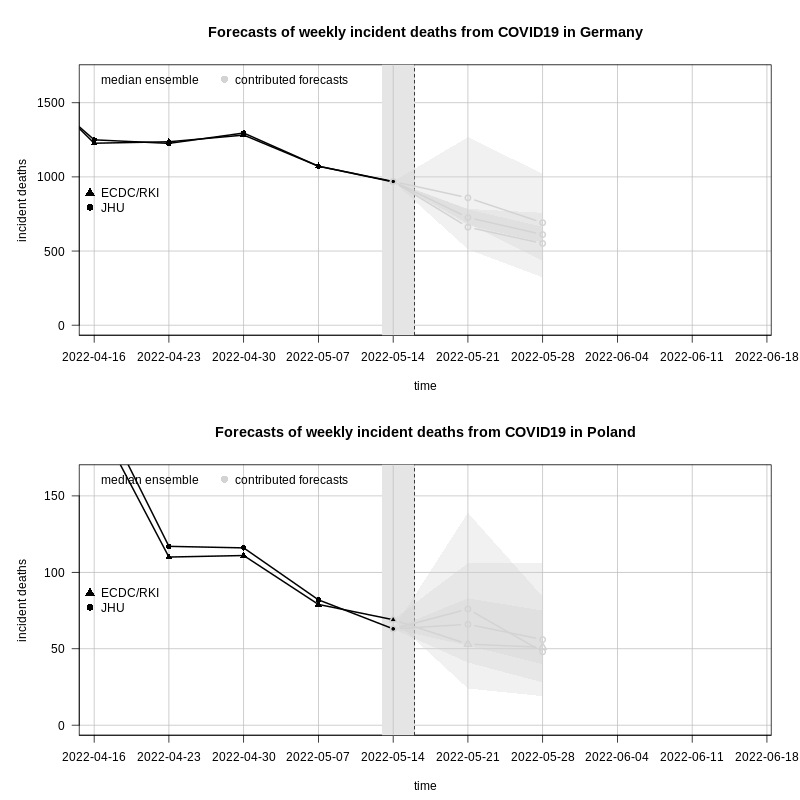 Forecasts of weekly incident deaths from COVID19 in Germany
median ensemble contributed forecasts
1500
1000
500
0
incident deaths
ECDC/RKI
JHU
2022-04-16 2022-04-23 2022-04-30 2022-05-07 2022-05-14 2022-05-21 2022-05-28 2022-06-04 2022-06-11 2022-06-18
time
Forecasts of weekly incident deaths from COVID19 in Poland
median ensemble contributed forecasts
150
100
50
0
incident deaths
ECDC/RKI
JHU
2022-04-16 2022-04-23 2022-04-30 2022-05-07 2022-05-14 2022-05-21 2022-05-28 2022-06-04 2022-06-11 2022-06-18
time